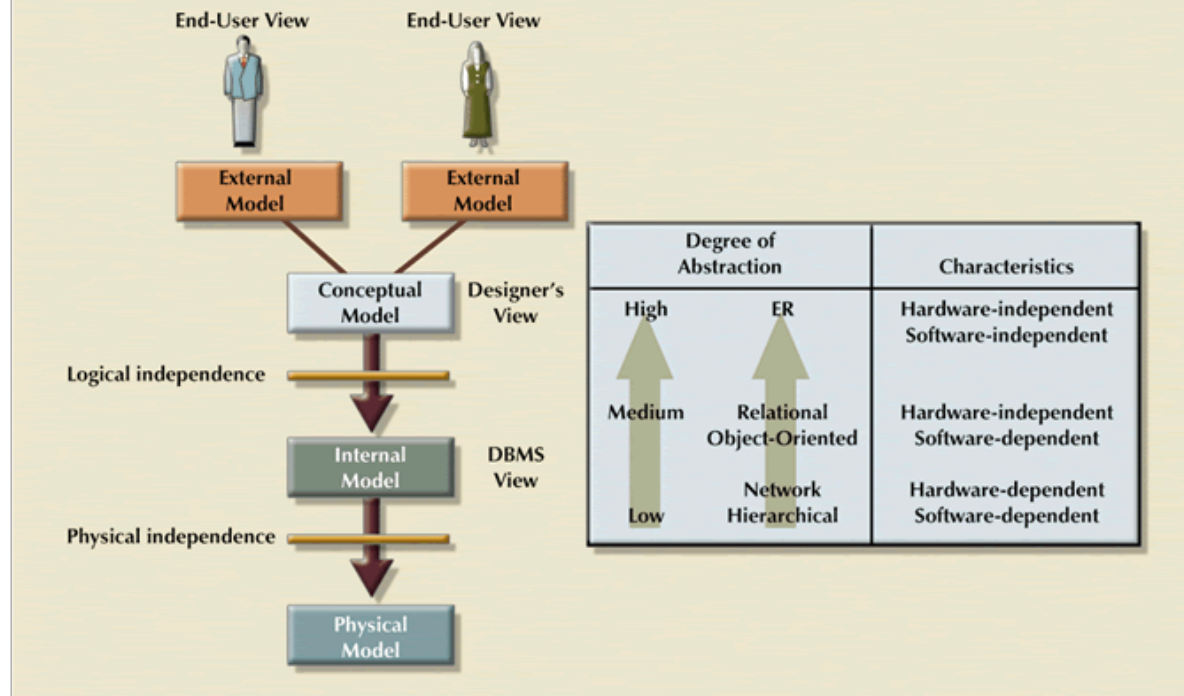 End-User View
End-User View
External
Model
External
Model
Conceptual
Model
Designer's
View
Logical independence
Internal
Model
DBMS
View
Physical independence
Physical
Model
Degree of
Abstraction
Characteristics
High
ER
Hardware-independent
Software-independent
Medium
Relational
Object-Oriented
Hardware-independent
Software-dependent
Low
Network
Hierarchical
Hardware-dependent
Software-dependent